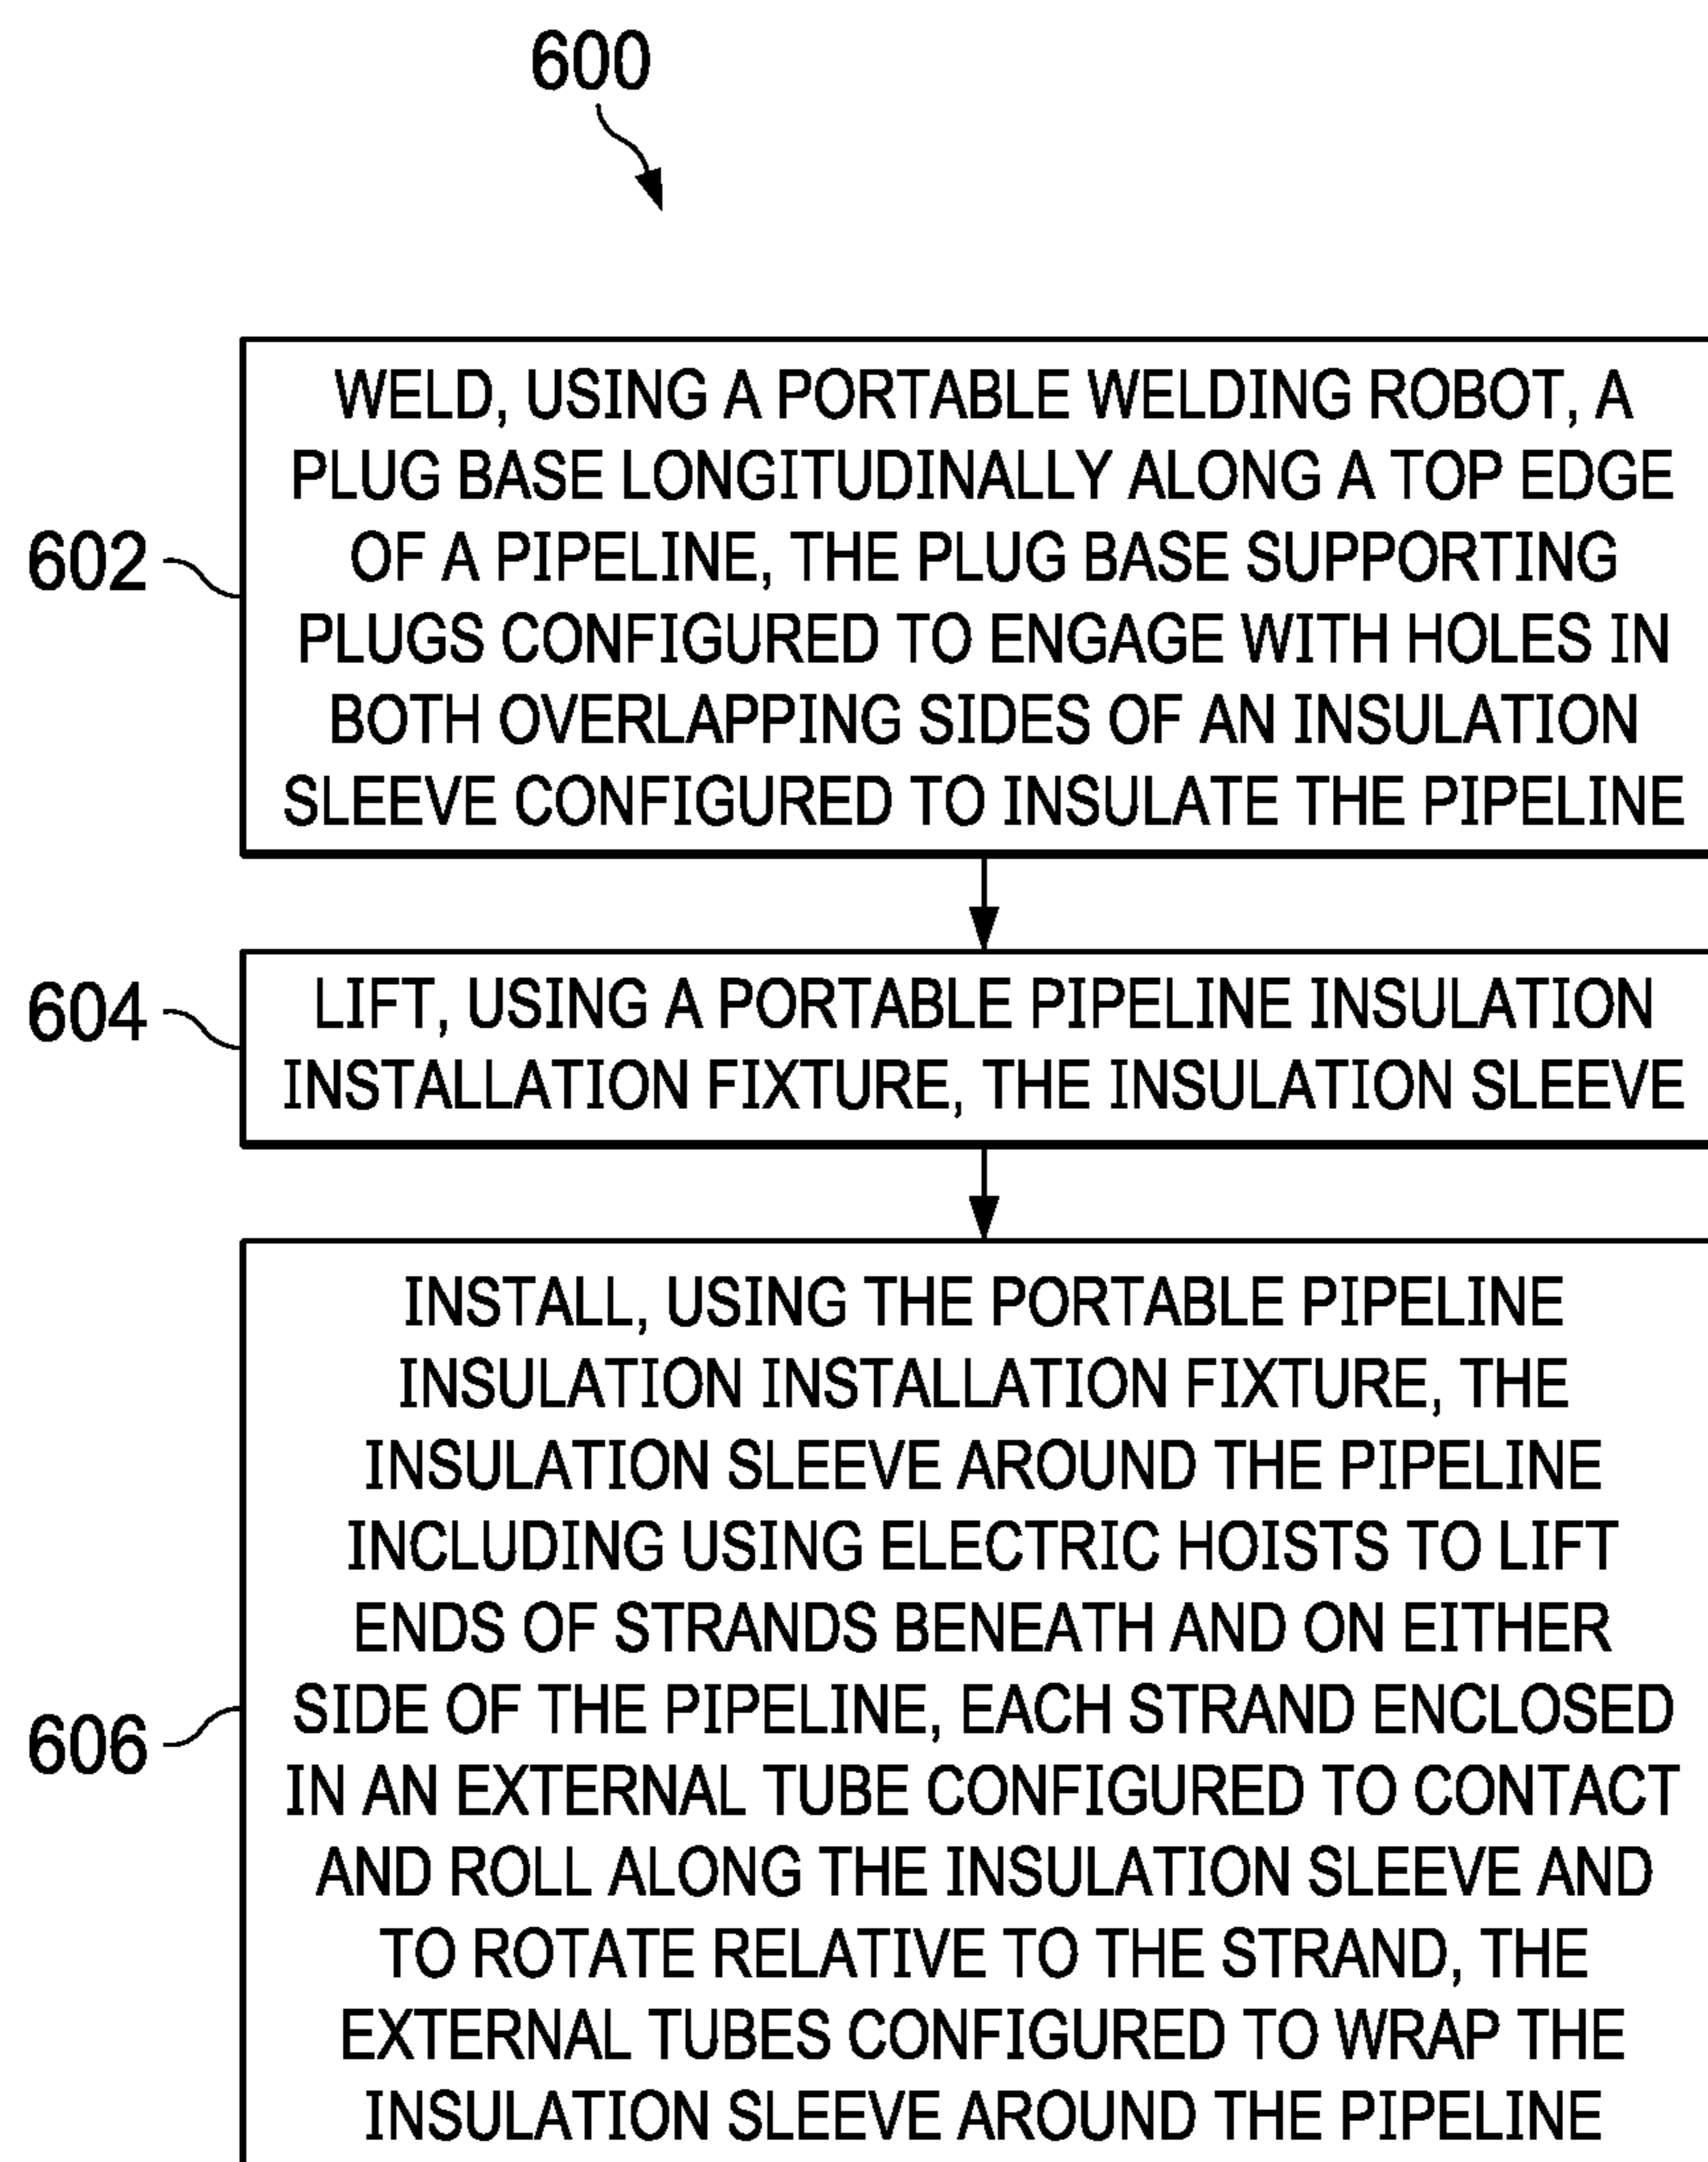 600
602
WELD, USING A PORTABLE WELDING ROBOT, A
PLUG BASE LONGITUDINALLY ALONG A TOP EDGE
OF A PIPELINE, THE PLUG BASE SUPPORTING
PLUGS CONFIGURED TO ENGAGE WITH HOLES IN
BOTH OVERLAPPING SIDES OF AN INSULATION
SLEEVE CONFIGURED TO INSULATE THE PIPELINE
604
LIFT, USING A PORTABLE PIPELINE INSULATION
INSTALLATION FIXTURE, THE INSULATION SLEEVE
606
INSTALL, USING THE PORTABLE PIPELINE
INSULATION INSTALLATION FIXTURE, THE
INSULATION SLEEVE AROUND THE PIPELINE
INCLUDING USING ELECTRIC HOISTS TO LIFT
ENDS OF STRANDS BENEATH AND ON EITHER
SIDE OF THE PIPELINE, EACH STRAND ENCLOSED
IN AN EXTERNAL TUBE CONFIGURED TO CONTACT
AND ROLL ALONG THE INSULATION SLEEVE AND
TO ROTATE RELATIVE TO THE STRAND, THE
EXTERNAL TUBES CONFIGURED TO WRAP THE
INSULATION SLEEVE AROUND THE PIPELINE